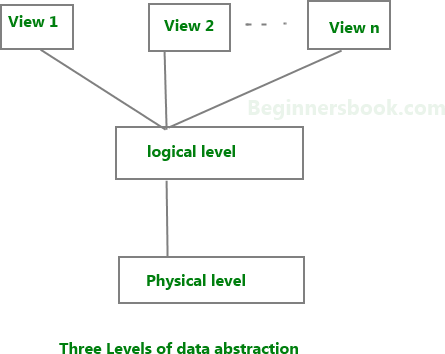 View 1
View 2
View n
Beginnersbook.com
logical level
Physical level
Three Levels of data abstraction